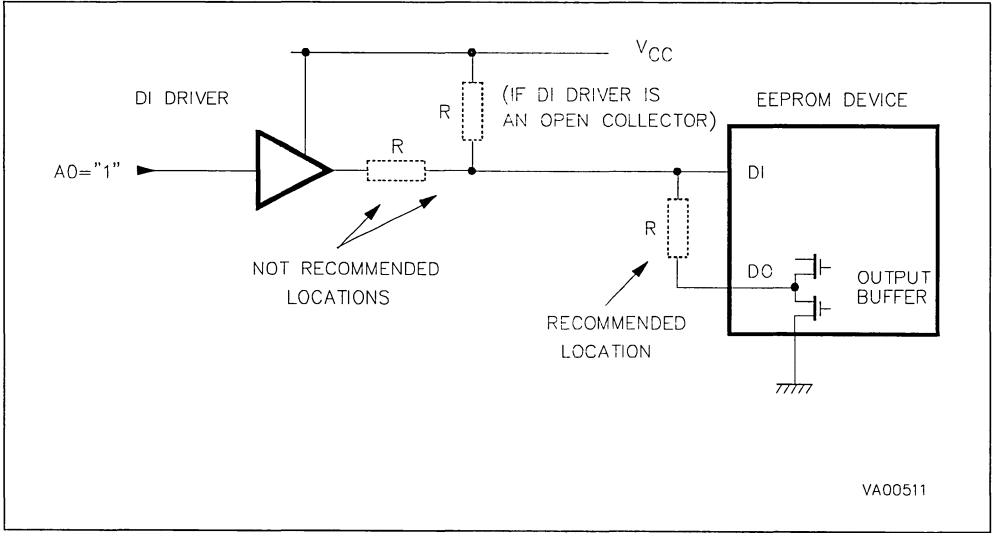 VCC
DI DRIVER
R
(IF DI DRIVER IS
AN OPEN COLLECTOR)
EEPROM DEVICE
A0="1"
R
DI
R
NOT RECOMMENDED
LOCATIONS
DO
OUTPUT
BUFFER
RECOMMENDED
LOCATION
VA00511